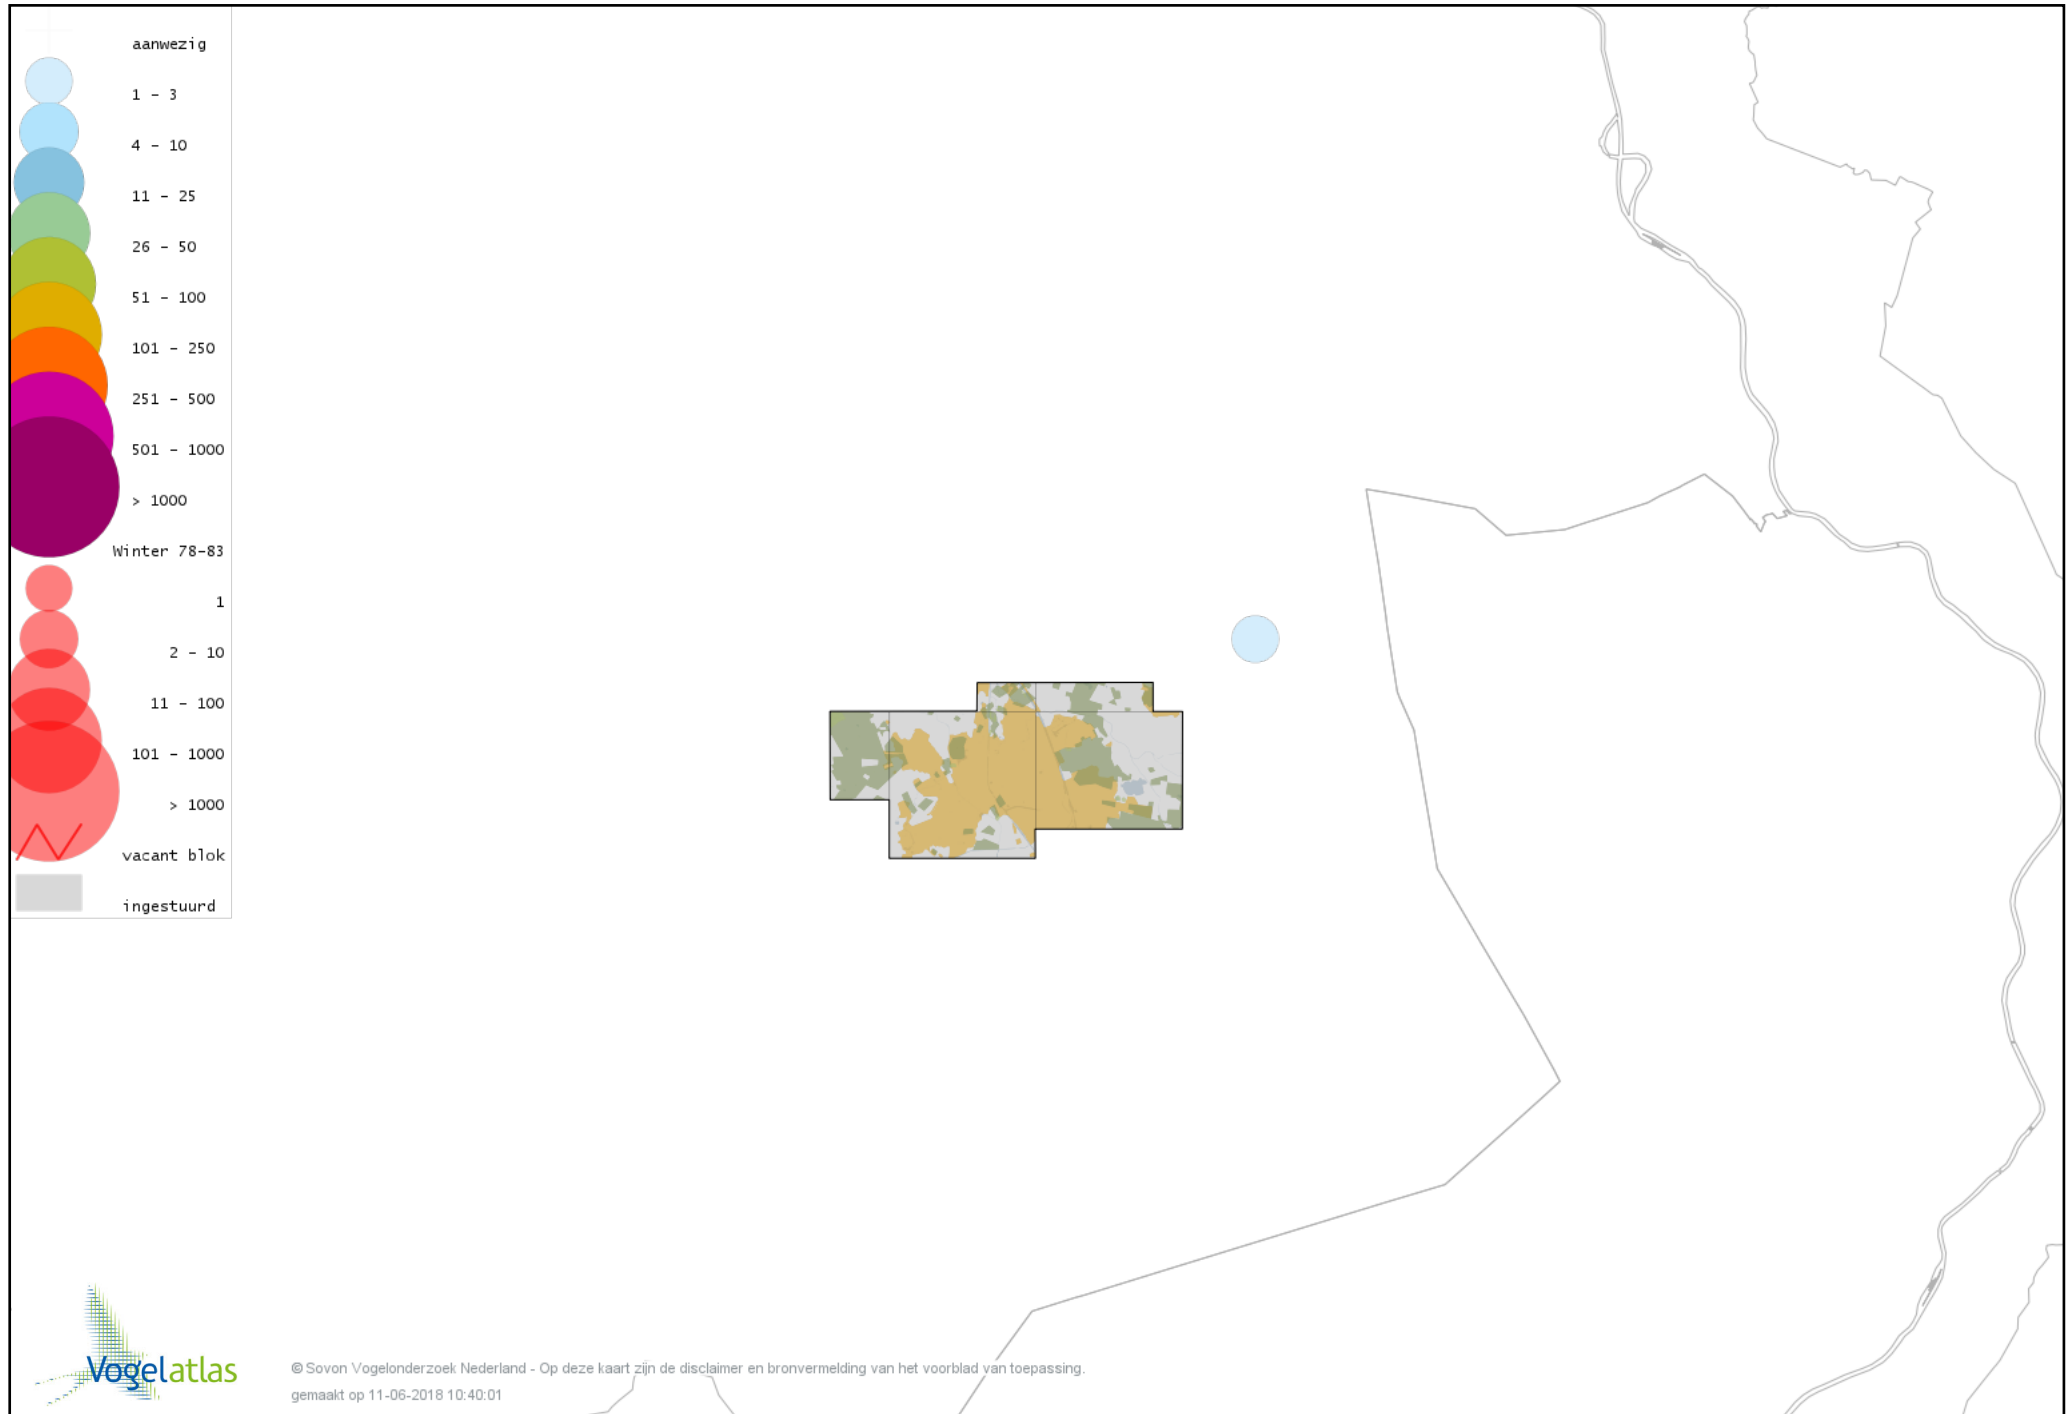 aanwezig
1 - 3
4 - 10
11 - 25
26 - 50
51 - 100
101 - 250
251 - 500
501 - 1000
> 1000
Winter 78-83
1
2 - 10
11 - 100
101 - 1000
> 1000
vacant blok
ingestuurd
Vogelatlas
© Sovon Vogelonderzoek Nederland - Op deze kaart zijn de disclaimer en bronvermelding van het voorblad van toepassing.
gemaakt op 11-06-2018 10:40:01